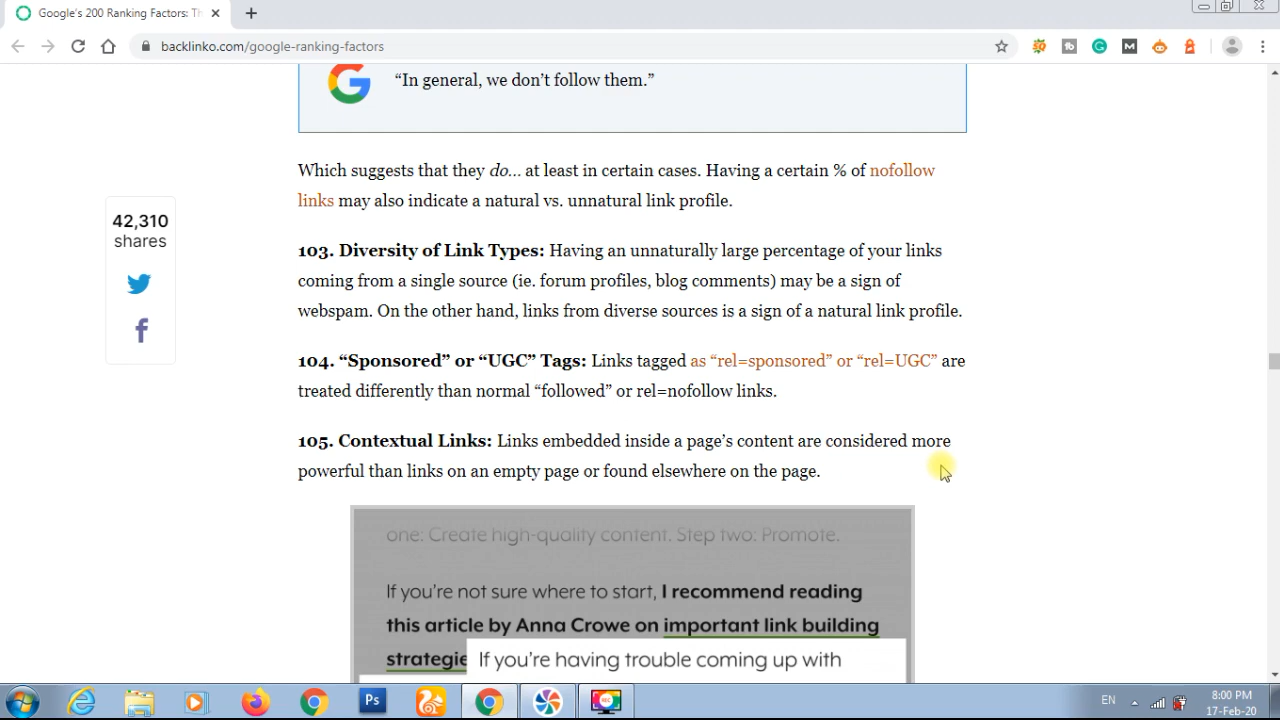 Google's 200 Ranking Factors: Th
backlinko.com/google-ranking-factors
“In general, we don’t follow them.”
Which suggests that they do… at least in certain cases. Having a certain % of nofollow
links may also indicate a natural vs. unnatural link profile.
42,310
shares
103. Diversity of Link Types: Having an unnaturally large percentage of your links
coming from a single source (ie. forum profiles, blog comments) may be a sign of
webspam. On the other hand, links from diverse sources is a sign of a natural link profile.
104. “Sponsored” or “UGC” Tags: Links tagged as “rel=sponsored” or “rel=UGC” are
treated differently than normal “followed” or rel=nofollow links.
105. Contextual Links: Links embedded inside a page’s content are considered more
powerful than links on an empty page or found elsewhere on the page.
one: Create high-quality content. Step two: Promote.
If you're not sure where to start, I recommend reading
this article by Anna Crowe on important link building
strategie
If you're having trouble coming up with
Ps
EN
8:00 PM
17-Feb-20